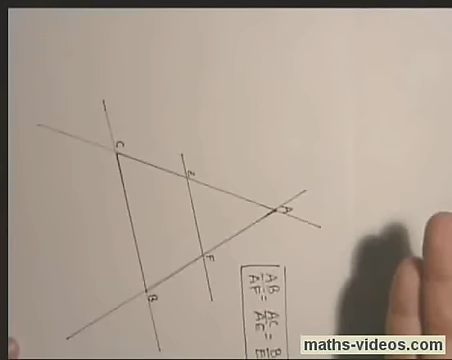 C
E
A
F
B
AB/AF = AC/AE = B
maths-videos.com